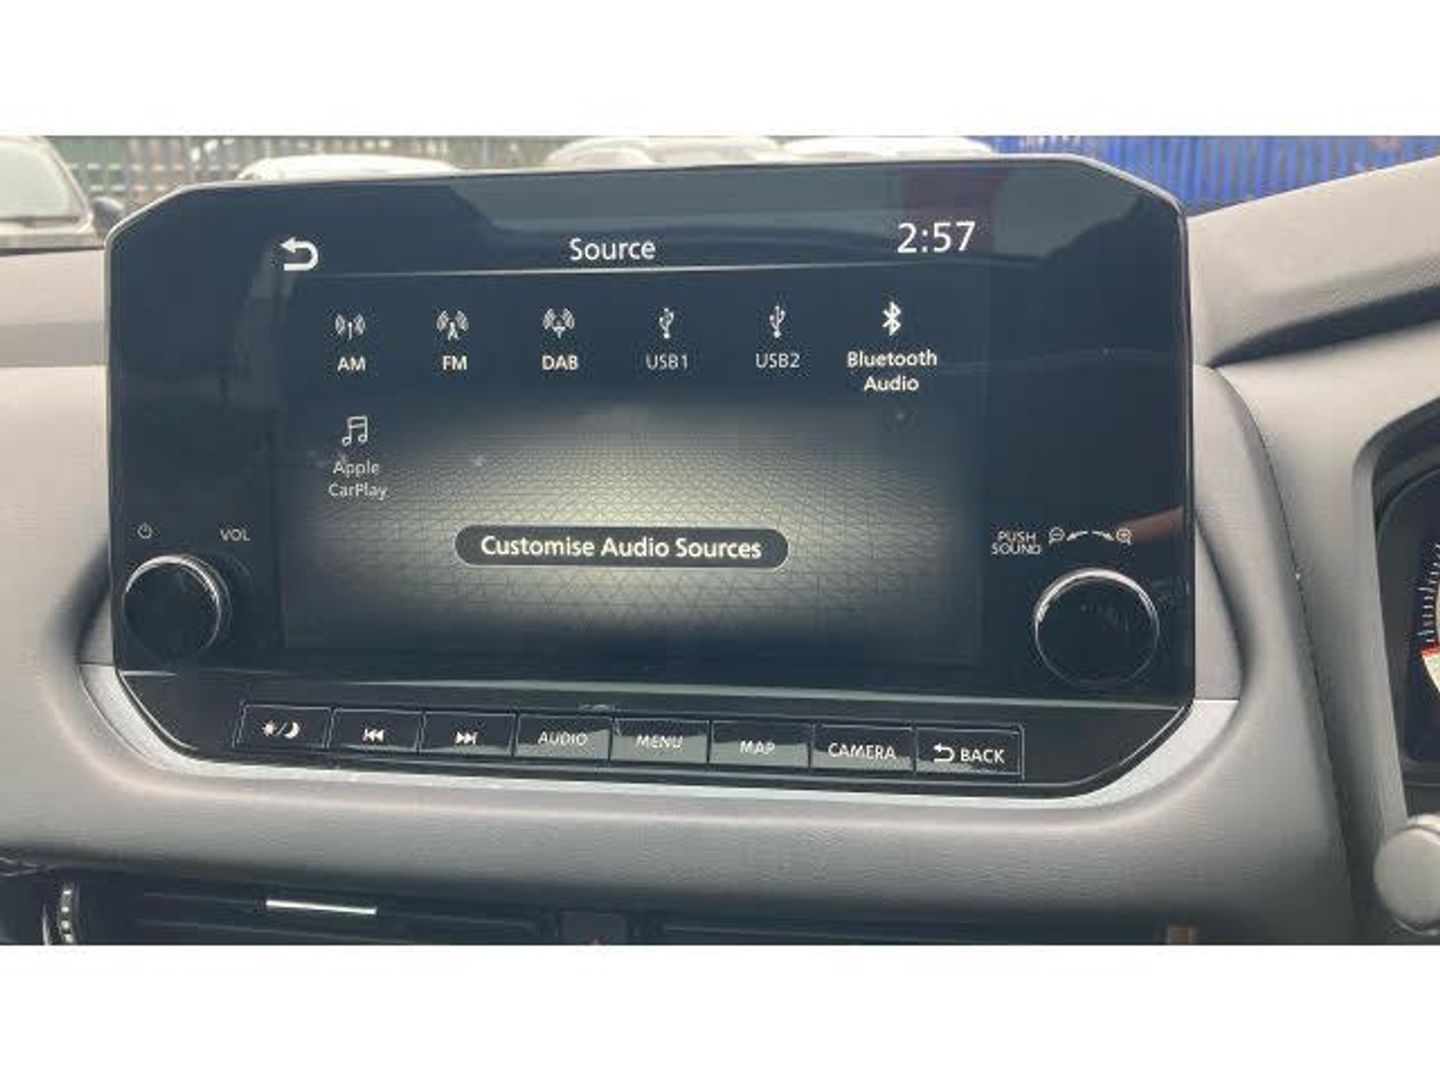 Source
2:57
AM
FM
DAB
USB1
USB2
Bluetooth
Audio
Apple
CarPlay
Customise Audio Sources
VOL
PUSH
SOUND
AUDIO
MENU
MAP
CAMERA
BACK